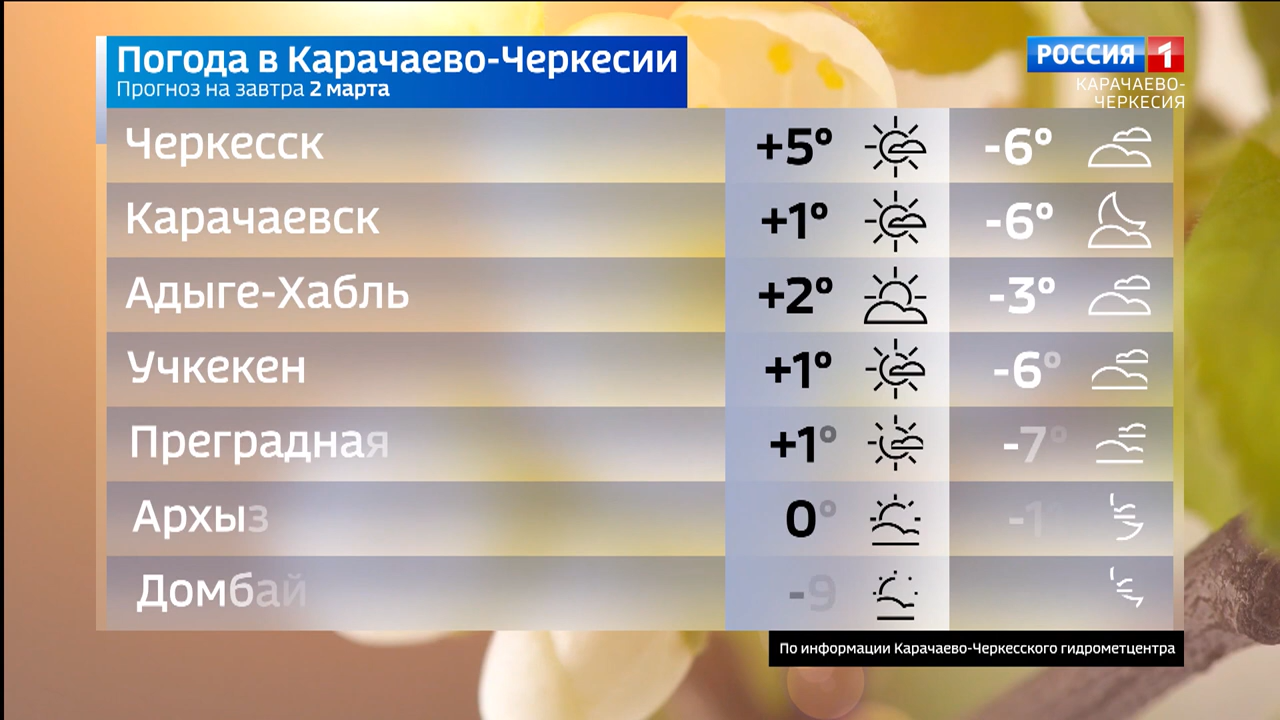 Погода в Карачаево-Черкесии
Прогноз на завтра 2 марта
РОССИЯ 1
КАРАЧАЕВО-
ЧЕРКЕСИЯ
Черкесск +5° -6°
Карачаевск +1° -6°
Адыге-Хабль +2° -3°
Учкекен +1° -6°
Преградная +1° -7°
Архыз 0°
Домбай -9
По информации Карачаево-Черкесского гидрометцентра